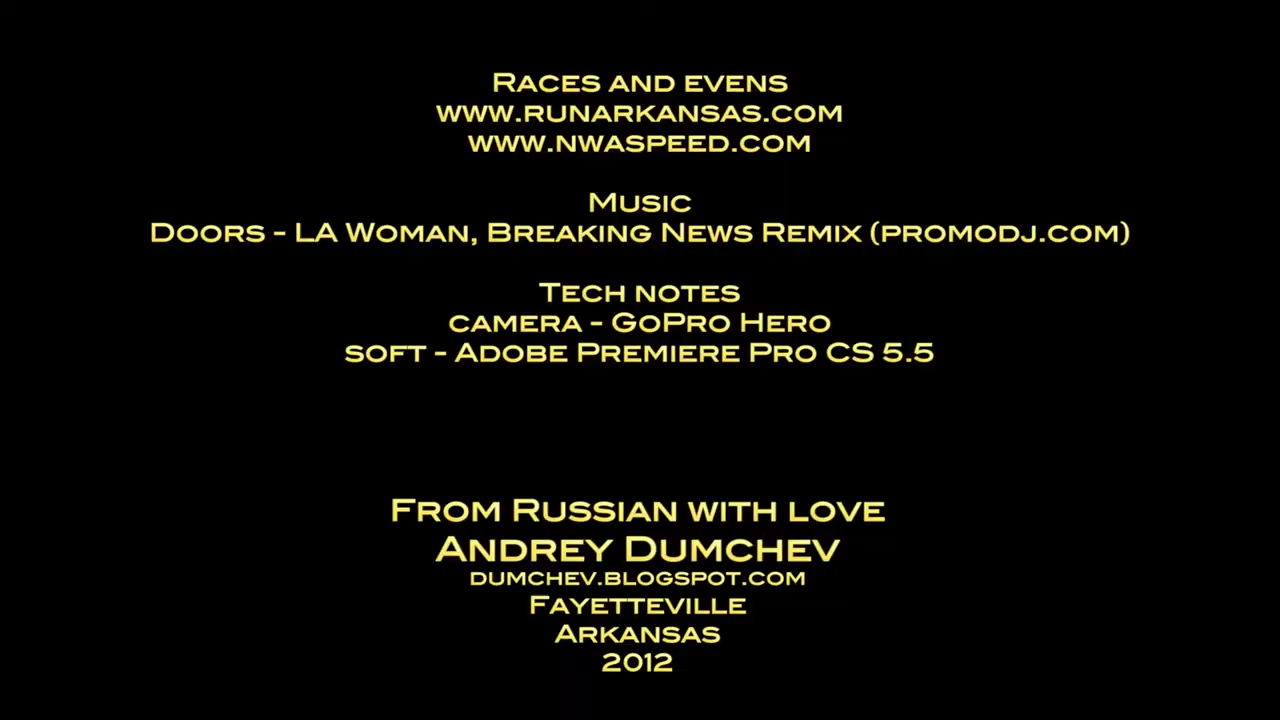 Races and evens
www.runarkansas.com
www.nwaspeed.com
Music
Doors - LA Woman, Breaking News Remix (promodj.com)
Tech notes
camera - GoPro Hero
soft - Adobe Premiere Pro CS 5.5
From Russian with love
Andrey Dumchev
dumchev.blogspot.com
Fayetteville
Arkansas
2012